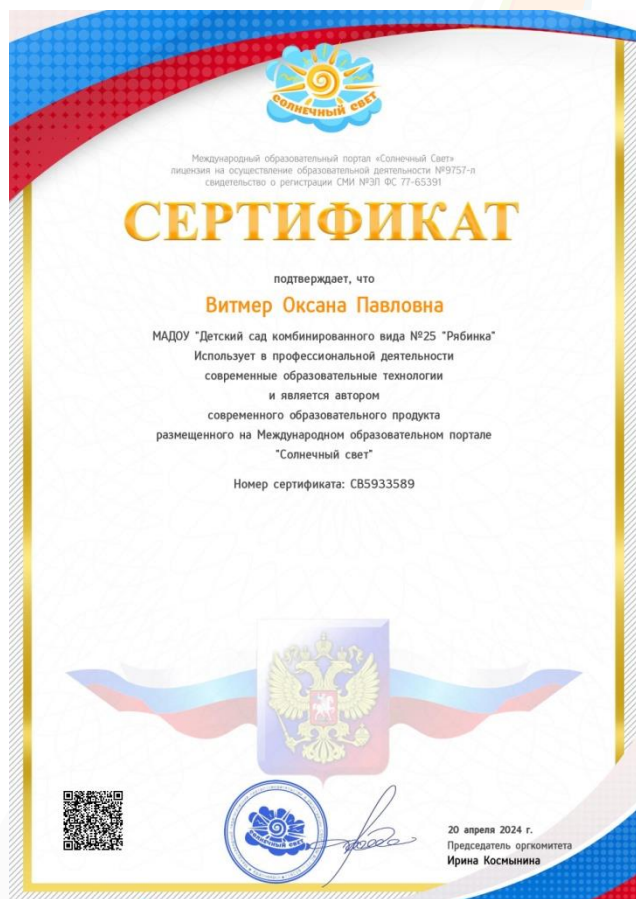 СОЛНЕЧНЫЙ СВЕТ
Международный образовательный портал «Солнечный Свет»
лицензия на осуществление образовательной деятельности №9757-л
свидетельство о регистрации СМИ №ЭЛ ФС 77-65391
СЕРТИФИКАТ
подтверждает, что
Витмер Оксана Павловна
МАДОУ "Детский сад комбинированного вида №25 "Рябинка"
Использует в профессиональной деятельности
современные образовательные технологии
и является автором
современного образовательного продукта
размещенного на Международном образовательном портале
"Солнечный свет"
Номер сертификата: СВ5933589
СОЛНЕЧНЫЙ СВЕТ
20 апреля 2024 г.
Председатель оргкомитета
Ирина Космынина